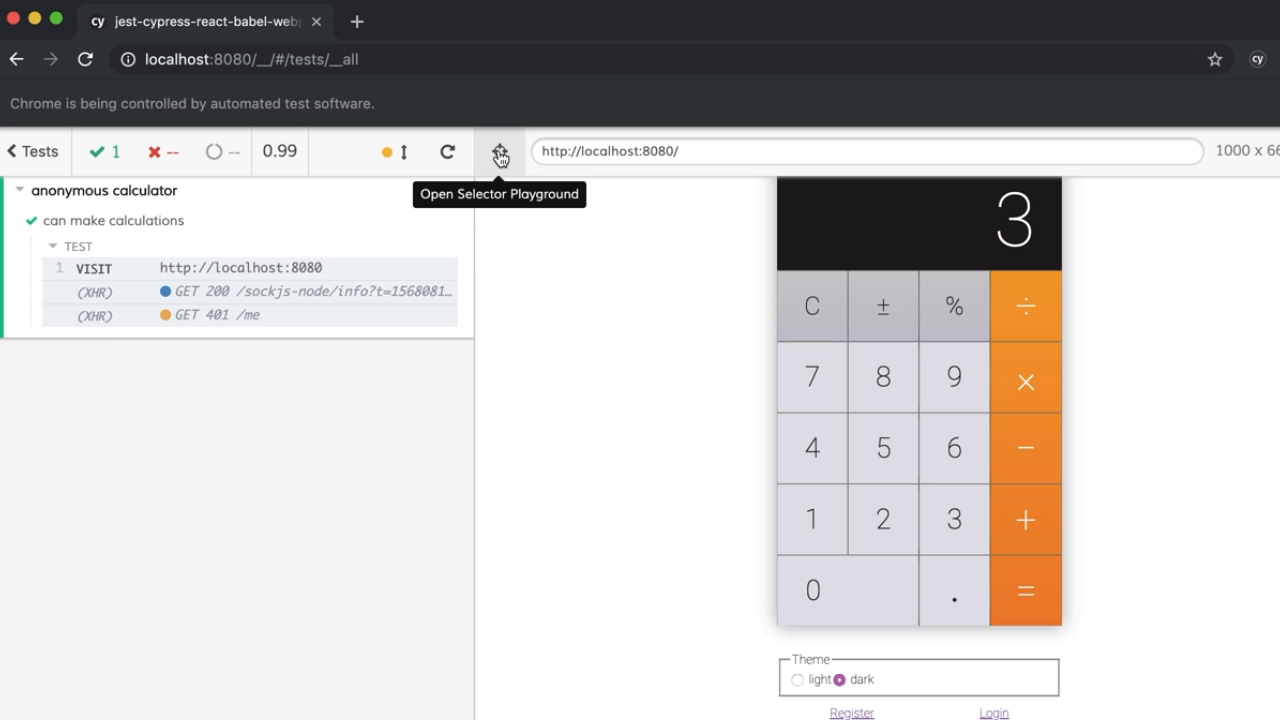 cy jest-cypress-react-babel-web
localhost:8080/__/#/tests/__all
cy
Chrome is being controlled by automated test software.
Tests 1 -- -- 0.99 http://localhost:8080/ 1000 x 66
Open Selector Playground
anonymous calculator
can make calculations
TEST
1 VISIT http://localhost:8080
(XHR) GET 200 /sockjs-node/info?t=1568081…
(XHR) GET 401 /me
3
C ± % ÷
7 8 9 ×
4 5 6 −
1 2 3 +
0 . =
Theme
light dark
Register Login